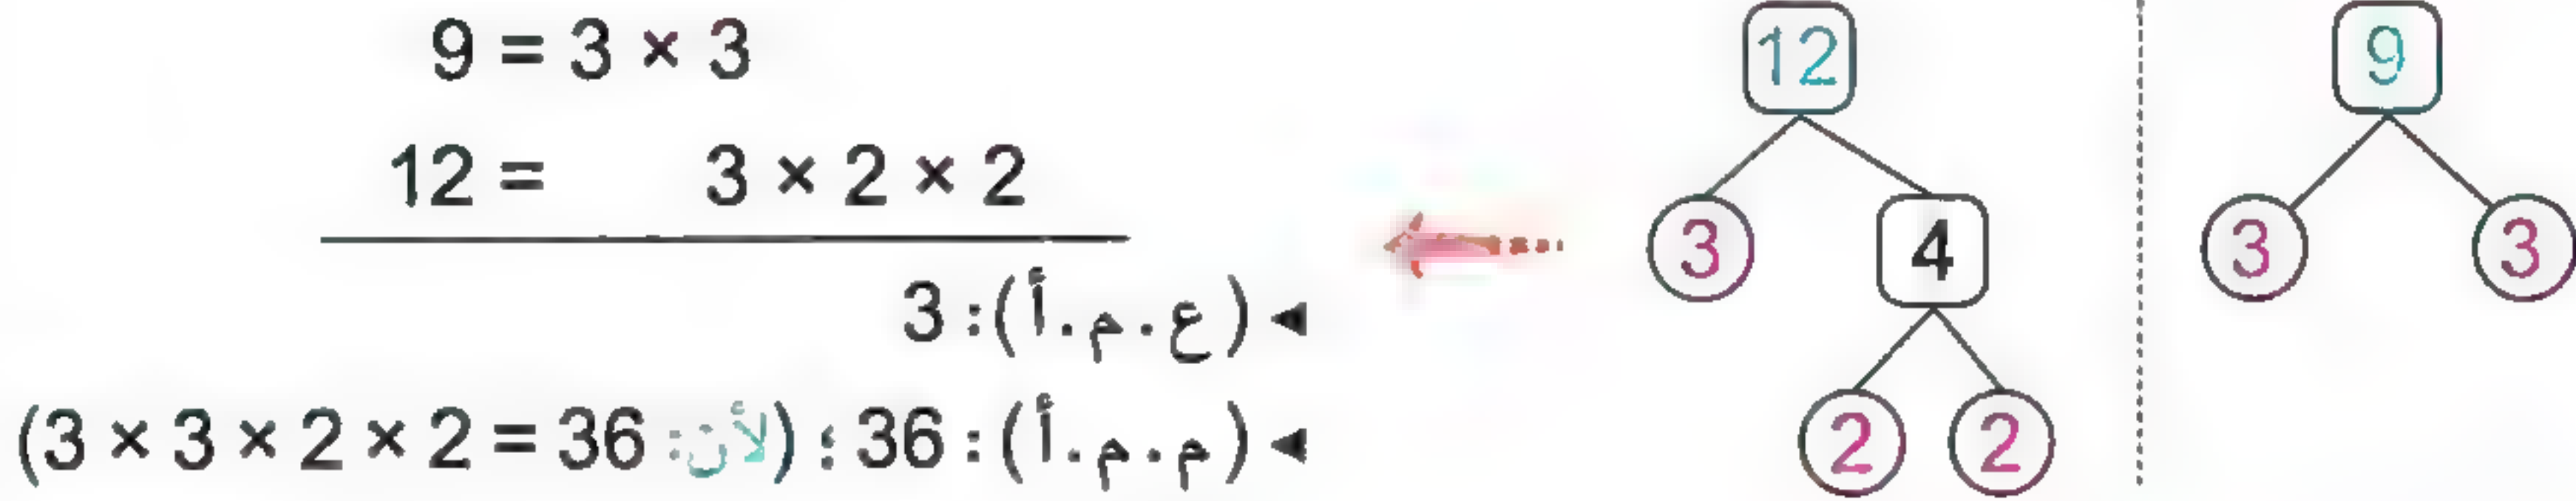 9 = 3 × 3
12 = 3 × 2 × 2
◄ (ع.م.أ): 3
◄ (م.م.أ): 36 ؛ (لأن: 36 = 2 × 2 × 3 × 3)
12
3 4
2 2
9
3 3